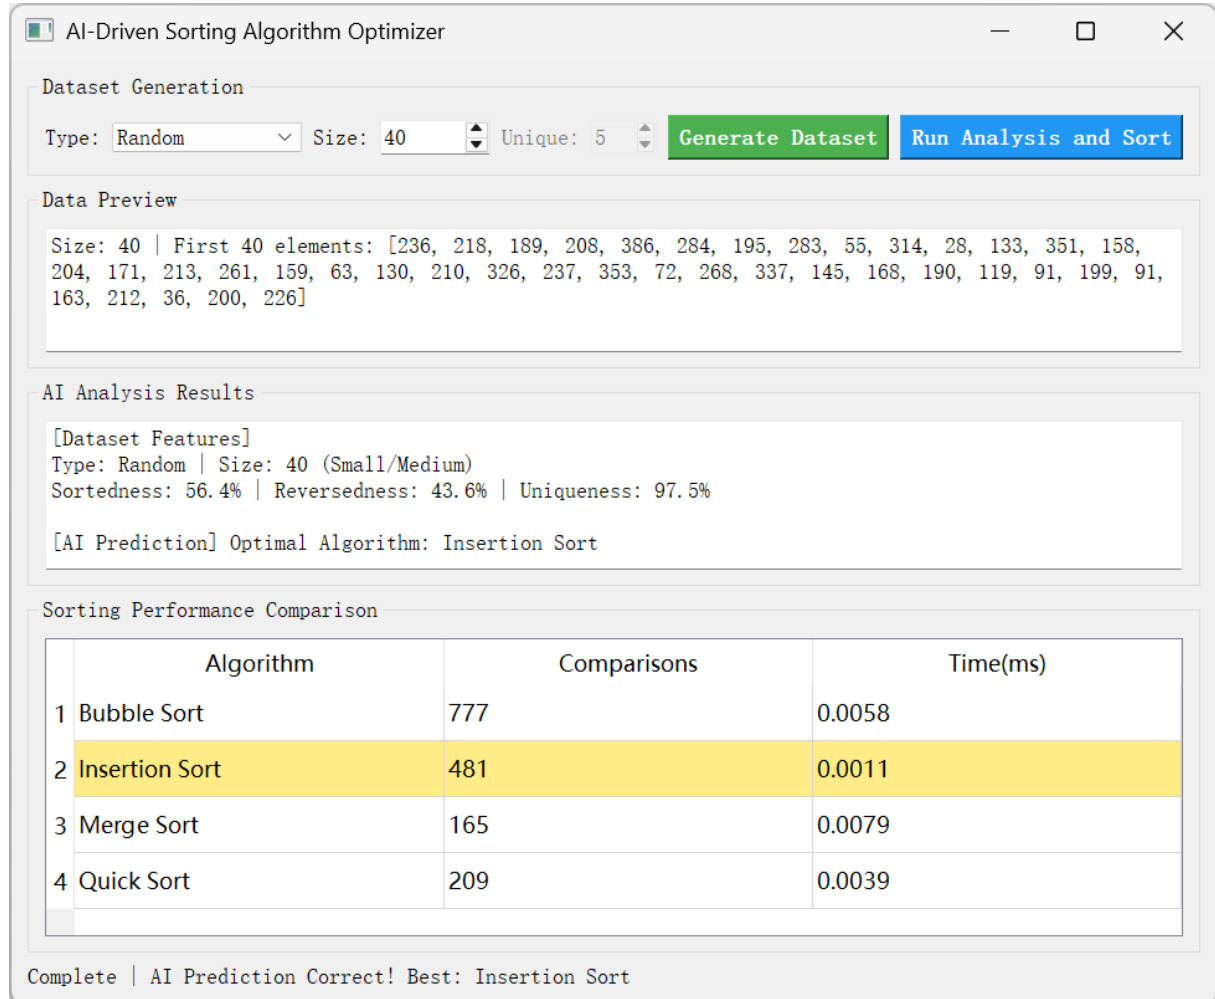 AI-Driven Sorting Algorithm Optimizer
Dataset Generation
Type: Random Size: 40 Unique: 5 Generate Dataset Run Analysis and Sort
Data Preview
Size: 40 | First 40 elements: [236, 218, 189, 208, 386, 284, 195, 283, 55, 314, 28, 133, 351, 158,
204, 171, 213, 261, 159, 63, 130, 210, 326, 237, 353, 72, 268, 337, 145, 168, 190, 119, 91, 199, 91,
163, 212, 36, 200, 226]
AI Analysis Results
[Dataset Features]
Type: Random | Size: 40 (Small/Medium)
Sortedness: 56.4% | Reversedness: 43.6% | Uniqueness: 97.5%
[AI Prediction] Optimal Algorithm: Insertion Sort
Sorting Performance Comparison
Algorithm Comparisons Time(ms)
1 Bubble Sort 777 0.0058
2 Insertion Sort 481 0.0011
3 Merge Sort 165 0.0079
4 Quick Sort 209 0.0039
Complete | AI Prediction Correct! Best: Insertion Sort